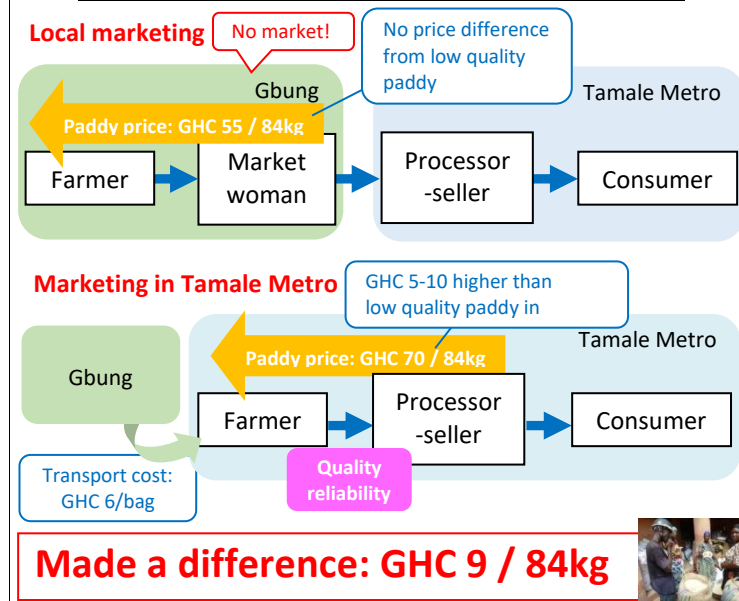 Local marketing
No market!
No price difference
from low quality
paddy
Gbung
Tamale Metro
Paddy price: GHC 55 / 84kg
Farmer
Market
woman
Processor
-seller
Consumer
Marketing in Tamale Metro
GHC 5-10 higher than
low quality paddy in
Tamale Metro
Paddy price: GHC 70 / 84kg
Gbung
Farmer
Processor
-seller
Consumer
Transport cost:
GHC 6/bag
Quality
reliability
Made a difference: GHC 9 / 84kg